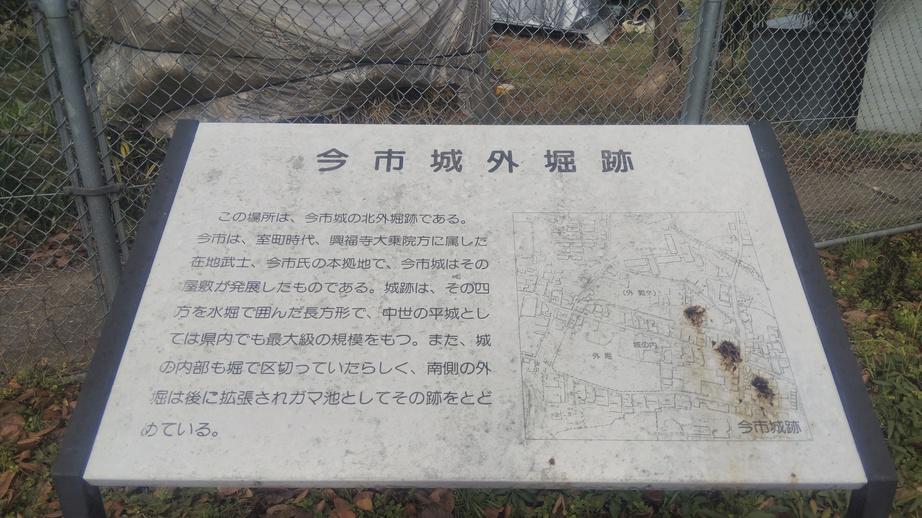 今市城外堀跡
この場所は、今市城の北外堀跡である。
今市は、室町時代、興福寺大乗院方に属した
在地武士、今市氏の本拠地で、今市城はその
屋敷が発展したものである。城跡は、その四
方を水堀で囲んだ長方形で、中世の平城とし
ては県内でも最大級の規模をもつ。また、城
の内部も堀で区切っていたらしく、南側の外
堀は後に拡張されガマ池としてその跡をとど
めている。
(外堀ケ)
城の内
外堀
今市城跡